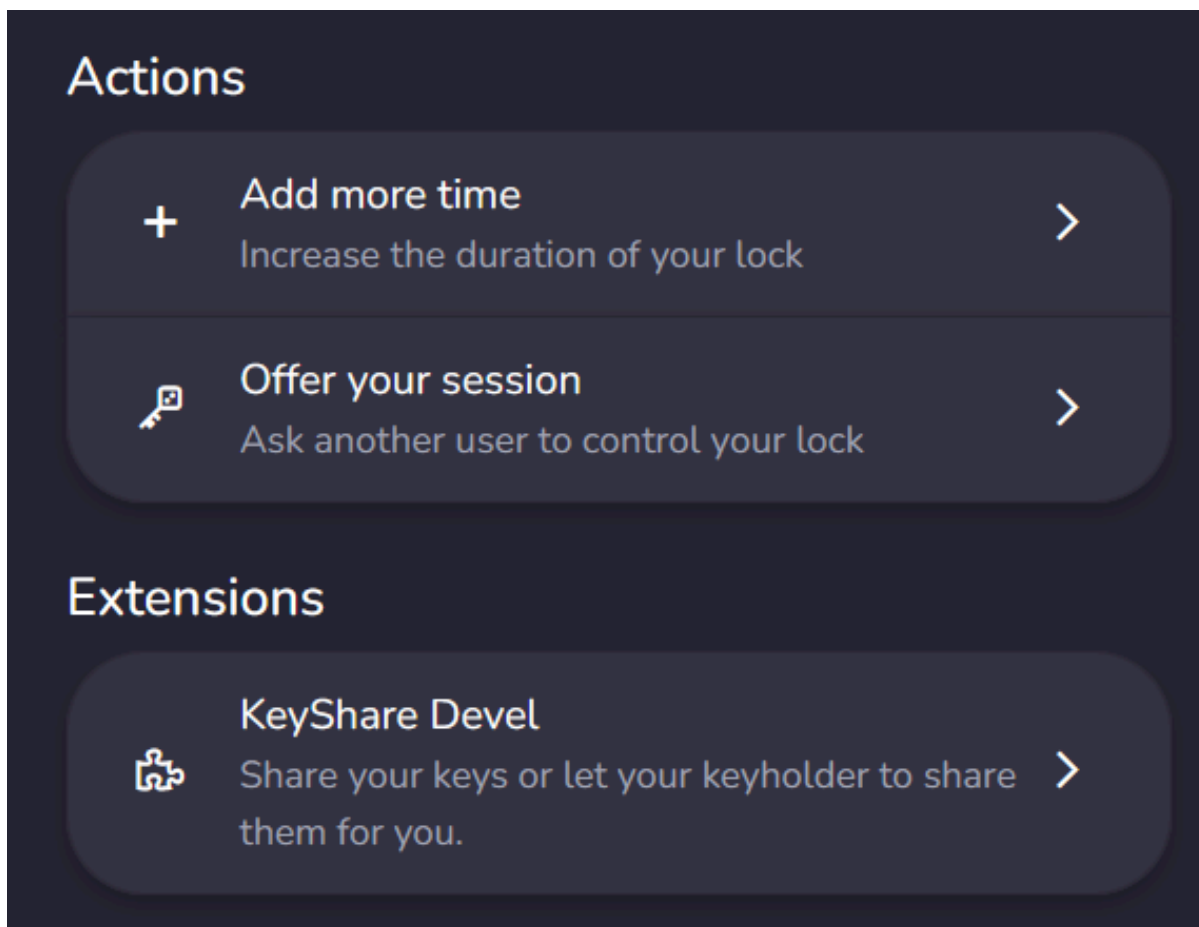 Actions
Add more time
Increase the duration of your lock
Offer your session
Ask another user to control your lock
Extensions
KeyShare Devel
Share your keys or let your keyholder to share
them for you.